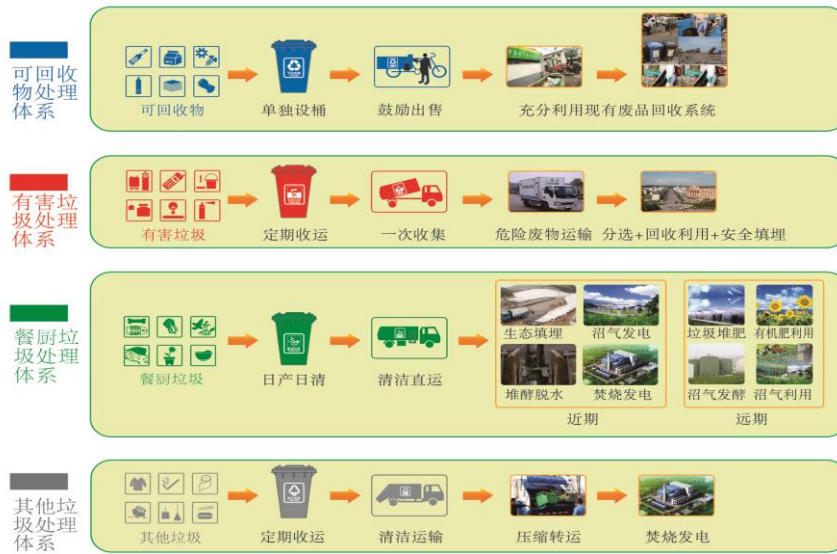 可回收
物处理
体系
可回收物
单独设桶
鼓励出售
充分利用现有废品回收系统
有害垃
圾处理
体系
有害垃圾
定期收运
一次收集
危险废物运输
分选+回收利用+安全填埋
餐厨垃
圾处理
体系
餐厨垃圾
日产日清
清洁直运
生态填埋
沼气发电
堆酵脱水
焚烧发电
近期
垃圾堆肥
有机肥利用
沼气发酵
沼气利用
远期
其他垃
圾处理
体系
其他垃圾
定期收运
清洁运输
压缩转运
焚烧发电